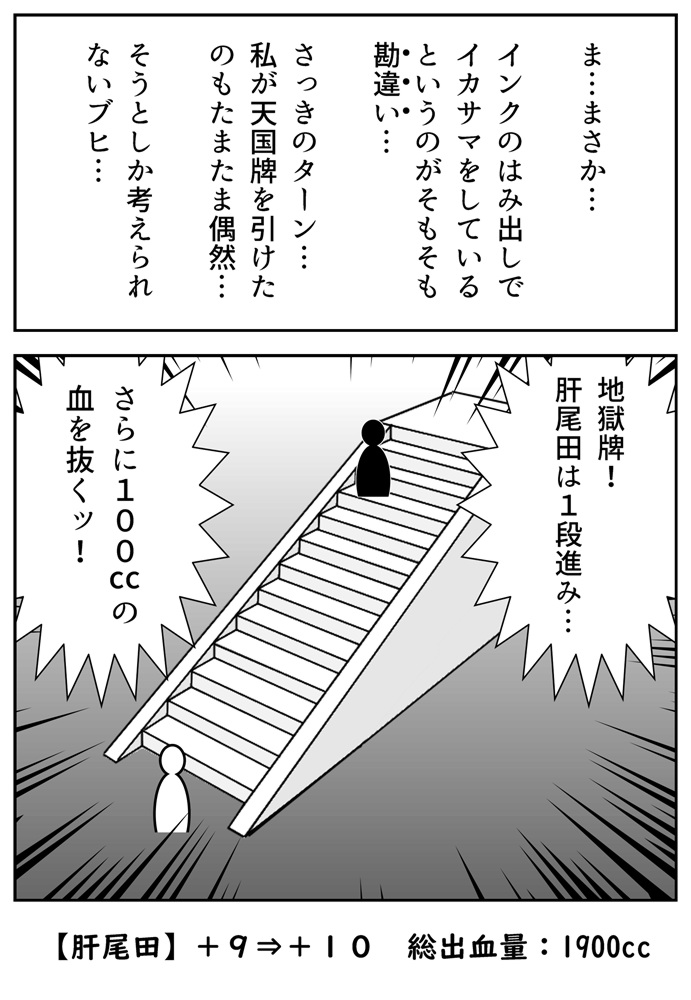 ま…まさか…
インクのはみ出しで
イカサマをしている
というのがそもそも
勘違い…
さっきのターン…
私が天国牌を引けた
のもたまたま偶然…
そうとしか考えられ
ないブヒ…
地獄牌！
肝尾田は１段進み…
さらに１００ccの
血を抜くッ！
【肝尾田】＋９⇒＋１０　総出血量：1900cc